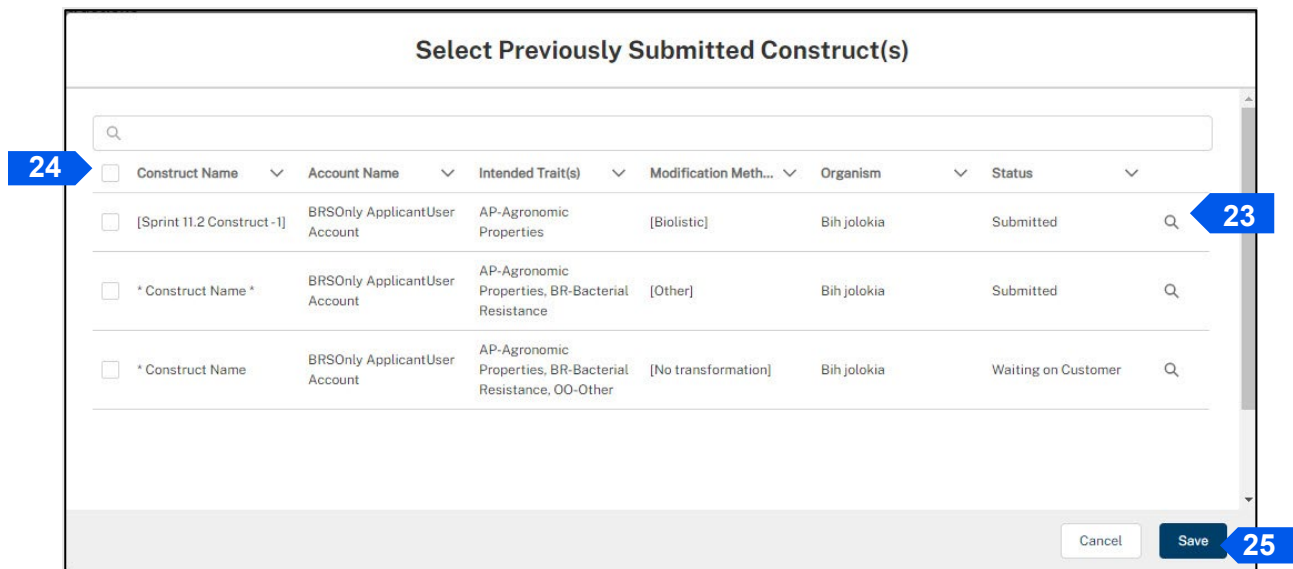 Select Previously Submitted Construct(s)
24
Construct Name Account Name Intended Trait(s) Modification Meth... Organism Status
[Sprint 11.2 Construct -1] BRSOnly ApplicantUser Account AP-Agronomic Properties [Biolistic] Bih jolokia Submitted
23
* Construct Name * BRSOnly ApplicantUser Account AP-Agronomic Properties, BR-Bacterial Resistance [Other] Bih jolokia Submitted
* Construct Name BRSOnly ApplicantUser Account AP-Agronomic Properties, BR-Bacterial Resistance, OO-Other [No transformation] Bih jolokia Waiting on Customer
Cancel Save
25